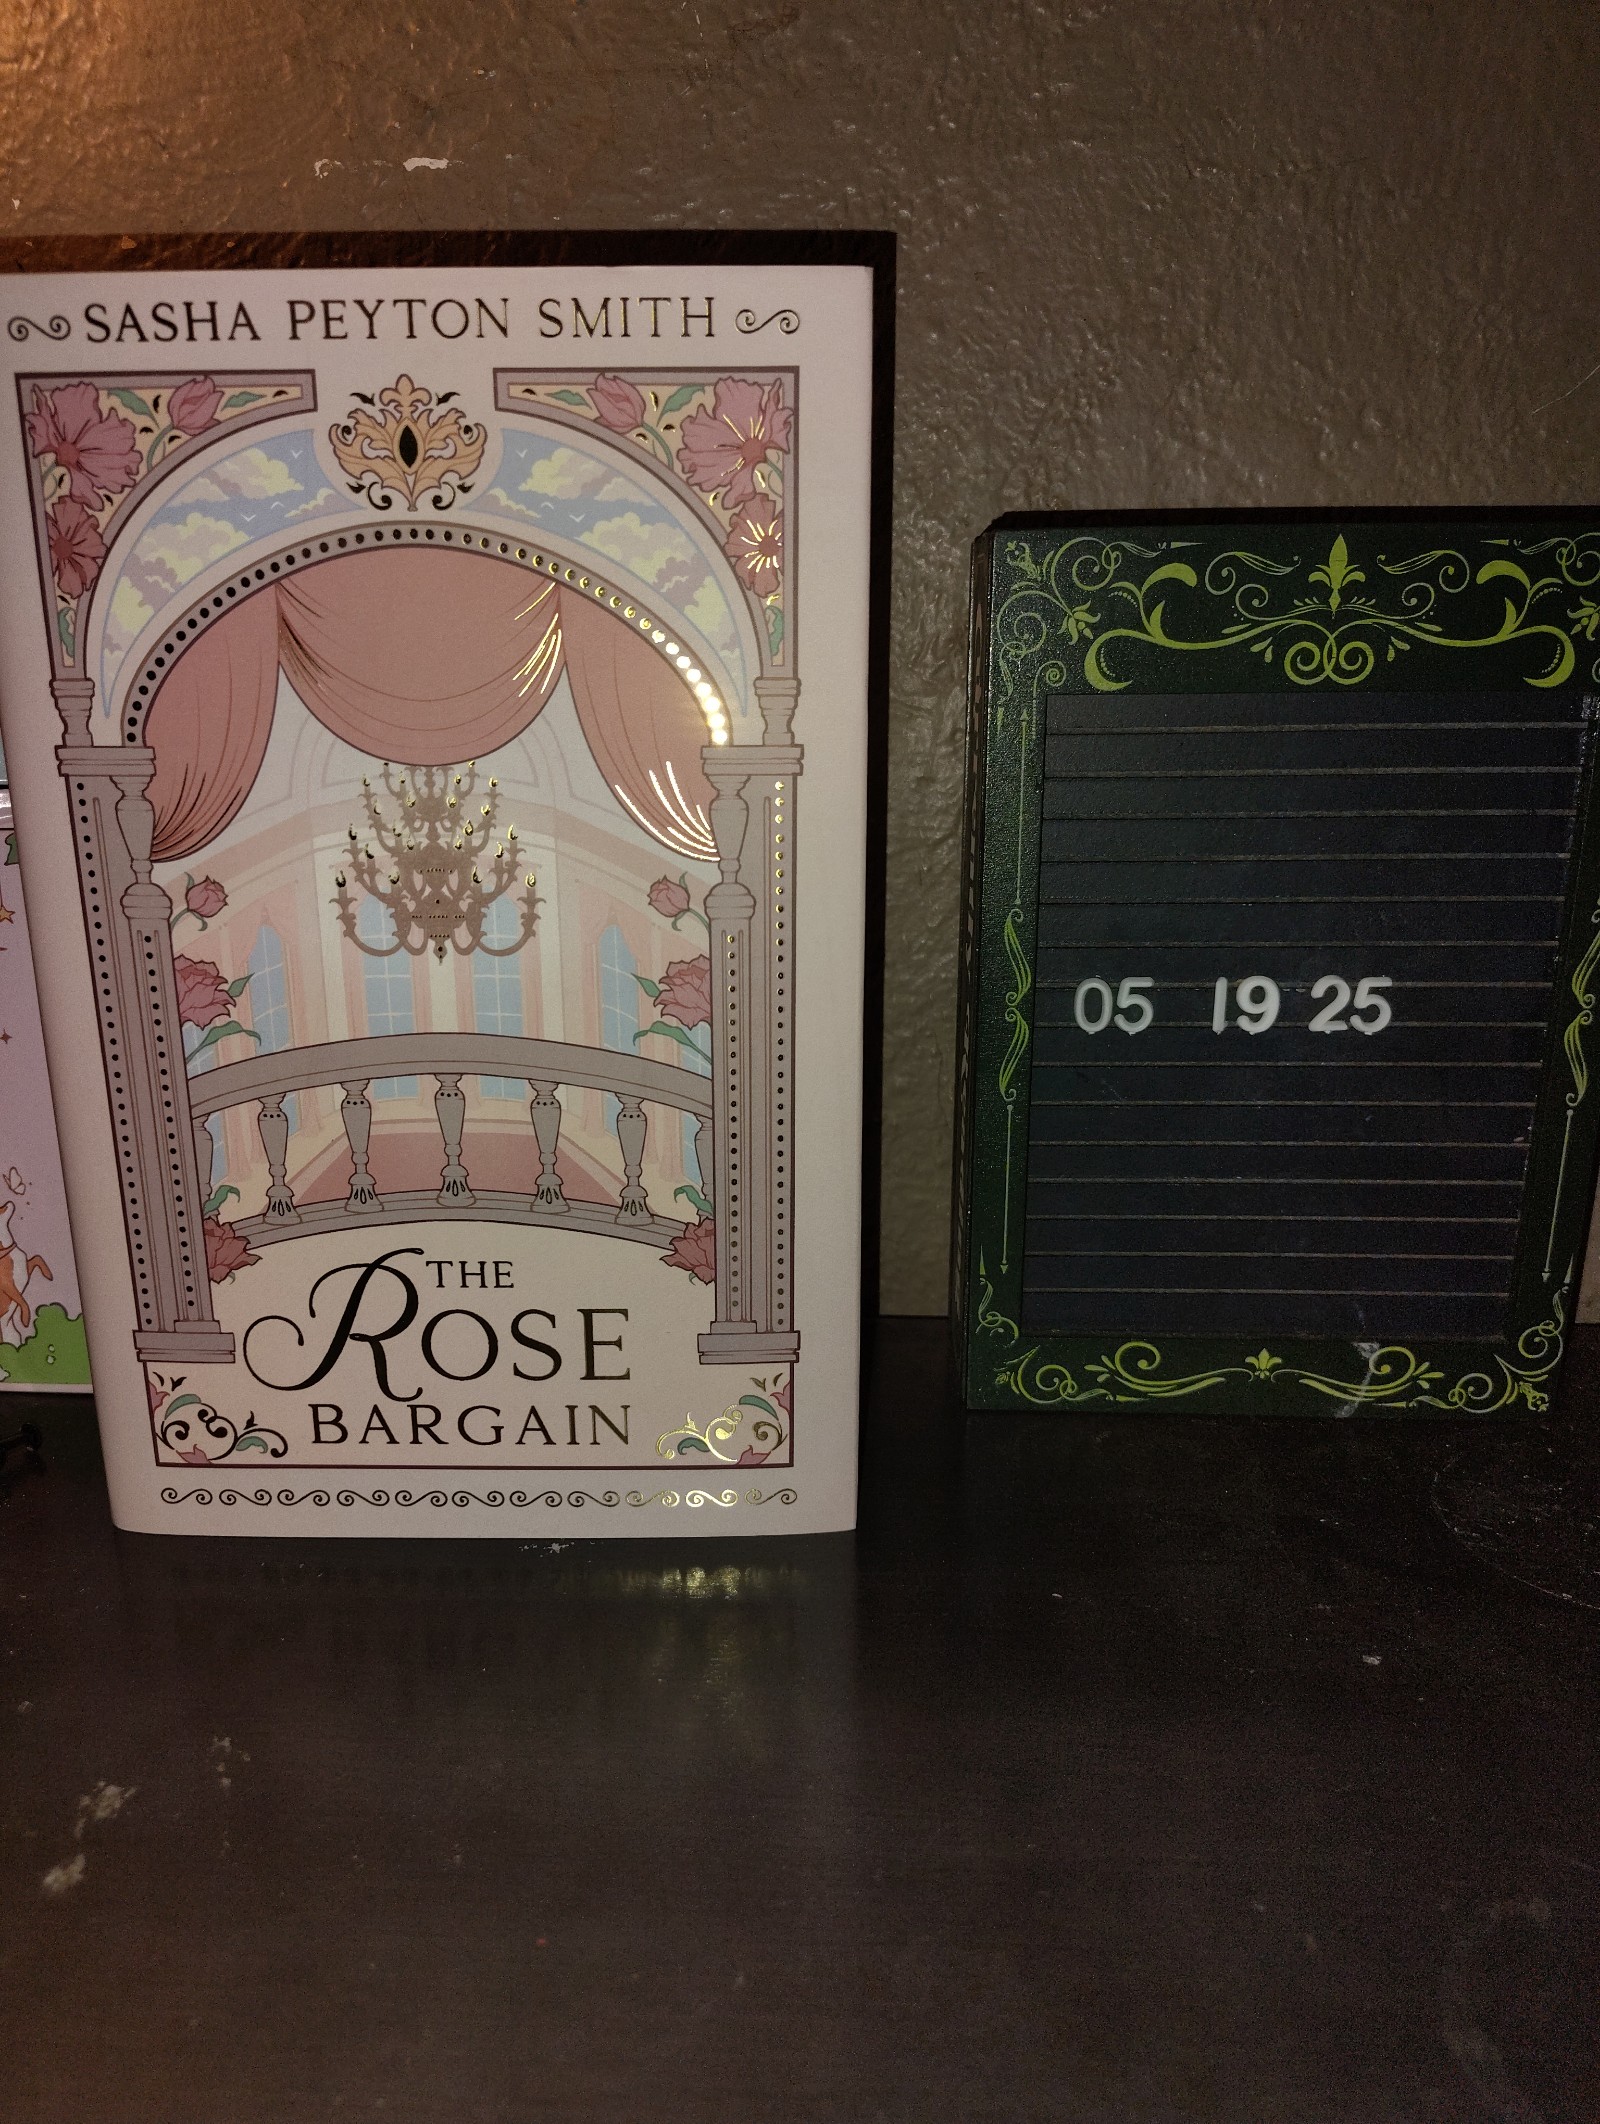 SASHA PEYTON SMITH
THE
ROSE
BARGAIN
05 19 25